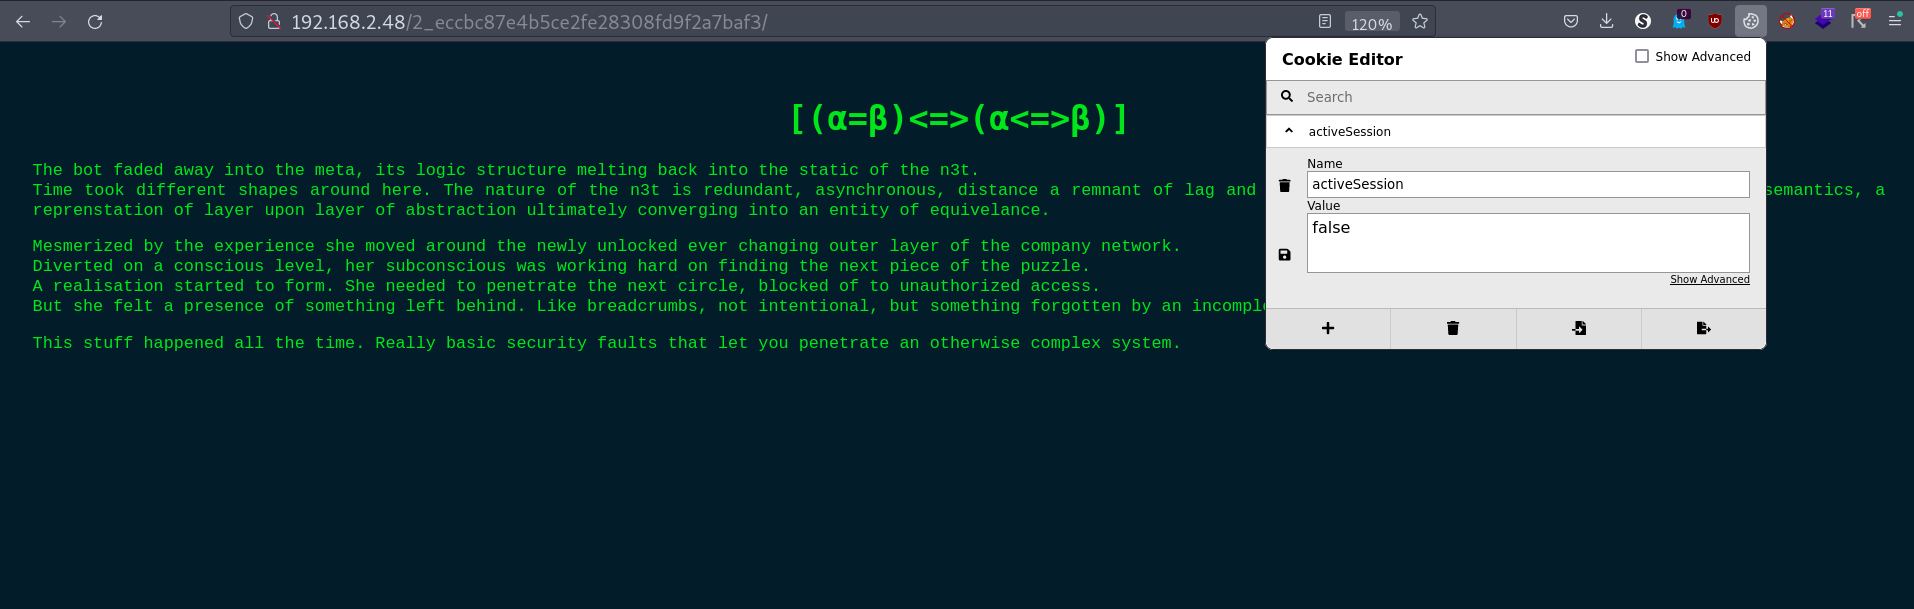 192.168.2.48/2_eccbc87e4b5ce2fe28308fd9f2a7baf3/
120%
0
UD
11
off
Cookie Editor
Show Advanced
Search
activeSession
Name
activeSession
Value
false
Show Advanced
[(α=β)<=>(α<=>β)]
The bot faded away into the meta, its logic structure melting back into the static of the n3t.
Time took different shapes around here. The nature of the n3t is redundant, asynchronous, distance a remnant of lag and semantics, a
reprenstation of layer upon layer of abstraction ultimately converging into an entity of equivelance.
Mesmerized by the experience she moved around the newly unlocked ever changing outer layer of the company network.
Diverted on a conscious level, her subconscious was working hard on finding the next piece of the puzzle.
A realisation started to form. She needed to penetrate the next circle, blocked of to unauthorized access.
But she felt a presence of something left behind. Like breadcrumbs, not intentional, but something forgotten by an
This stuff happened all the time. Really basic security faults that let you penetrate an otherwise complex system.